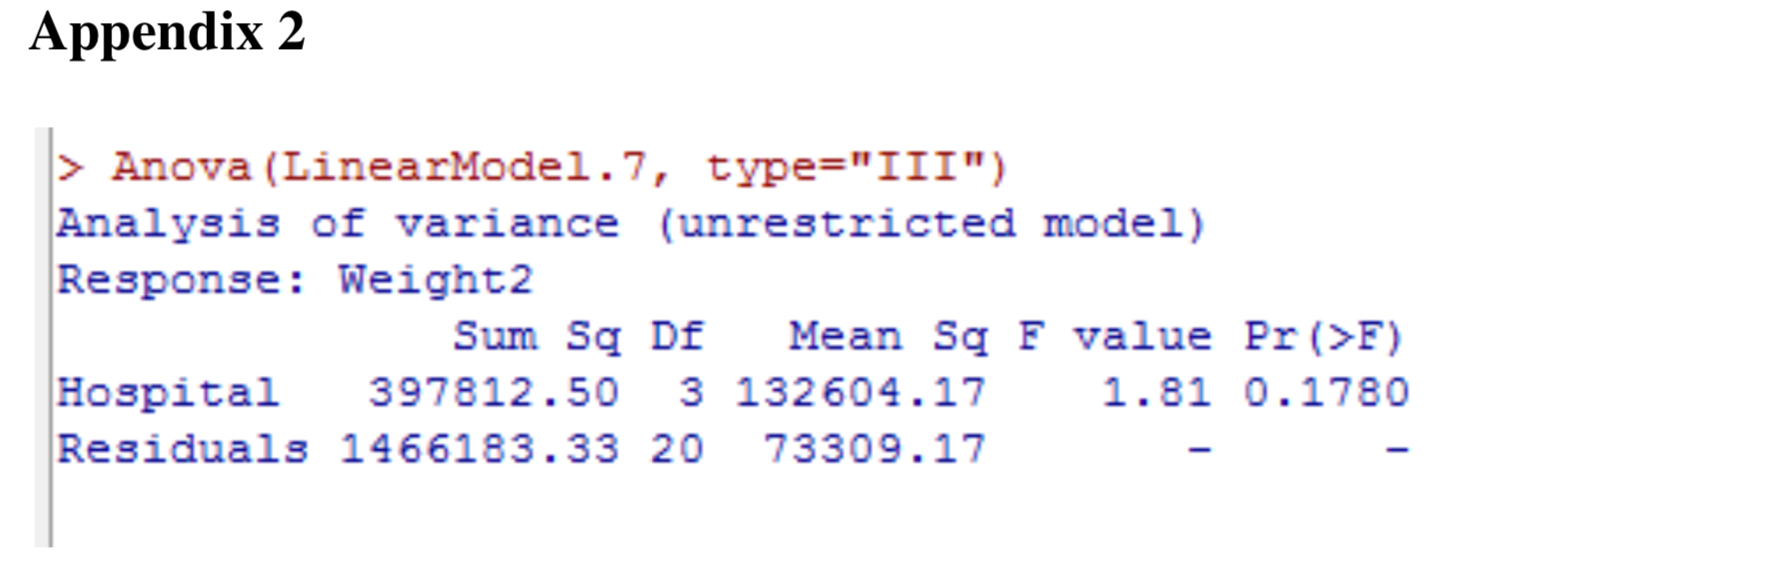 Appendix 2
> Anova(LinearModel.7, type="III")
Analysis of variance (unrestricted model)
Response: Weight2
Sum Sq Df Mean Sq F value Pr(>F)
Hospital 397812.50 3 132604.17 1.81 0.1780
Residuals 1466183.33 20 73309.17 - -